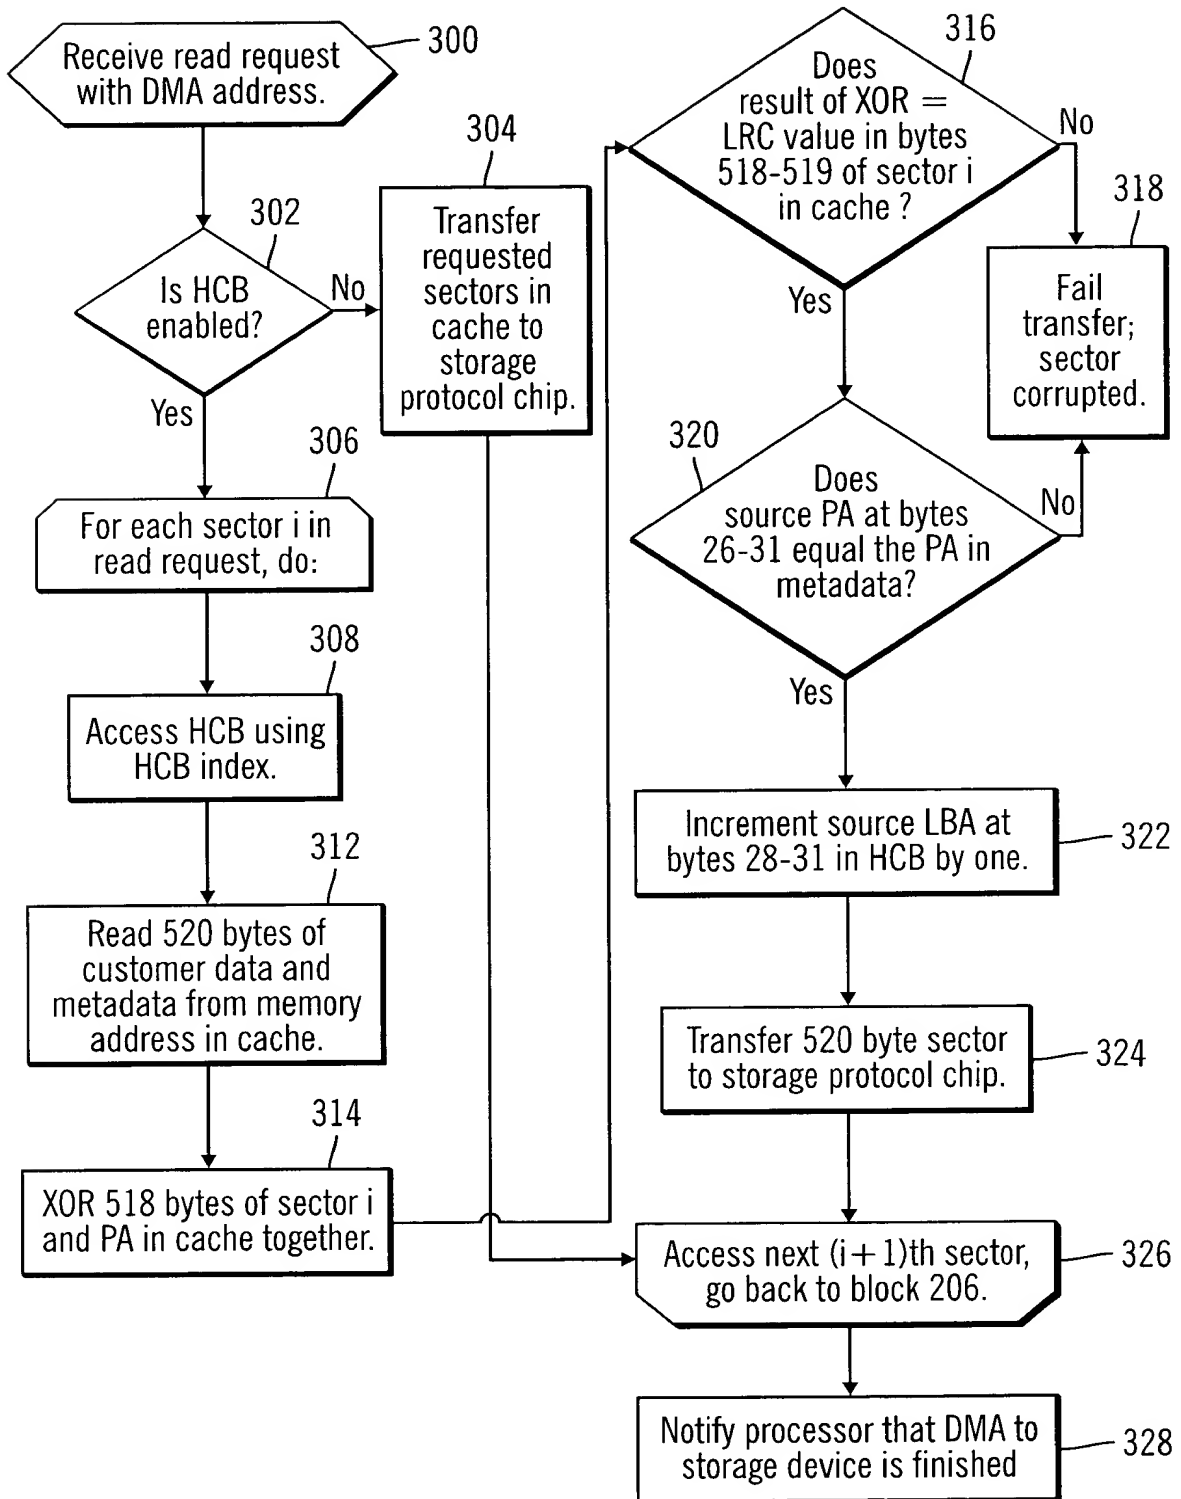 Receive read request
with DMA address.
300
Is HCB
enabled?
302
No
Yes
304
Transfer
requested
sectors in
cache to
storage
protocol chip.
306
For each sector i in
read request, do:
308
Access HCB using
HCB index.
312
Read 520 bytes of
customer data and
metadata from memory
address in cache.
314
XOR 518 bytes of sector i
and PA in cache together.
316
Does
result of XOR =
LRC value in bytes
518-519 of sector i
in cache ?
No
Yes
318
Fail
transfer;
sector
corrupted.
320
Does
source PA at bytes
26-31 equal the PA in
metadata?
No
Yes
Increment source LBA at
bytes 28-31 in HCB by one.
322
Transfer 520 byte sector
to storage protocol chip.
324
Access next (i+1)th sector,
go back to block 206.
326
Notify processor that DMA to
storage device is finished
328